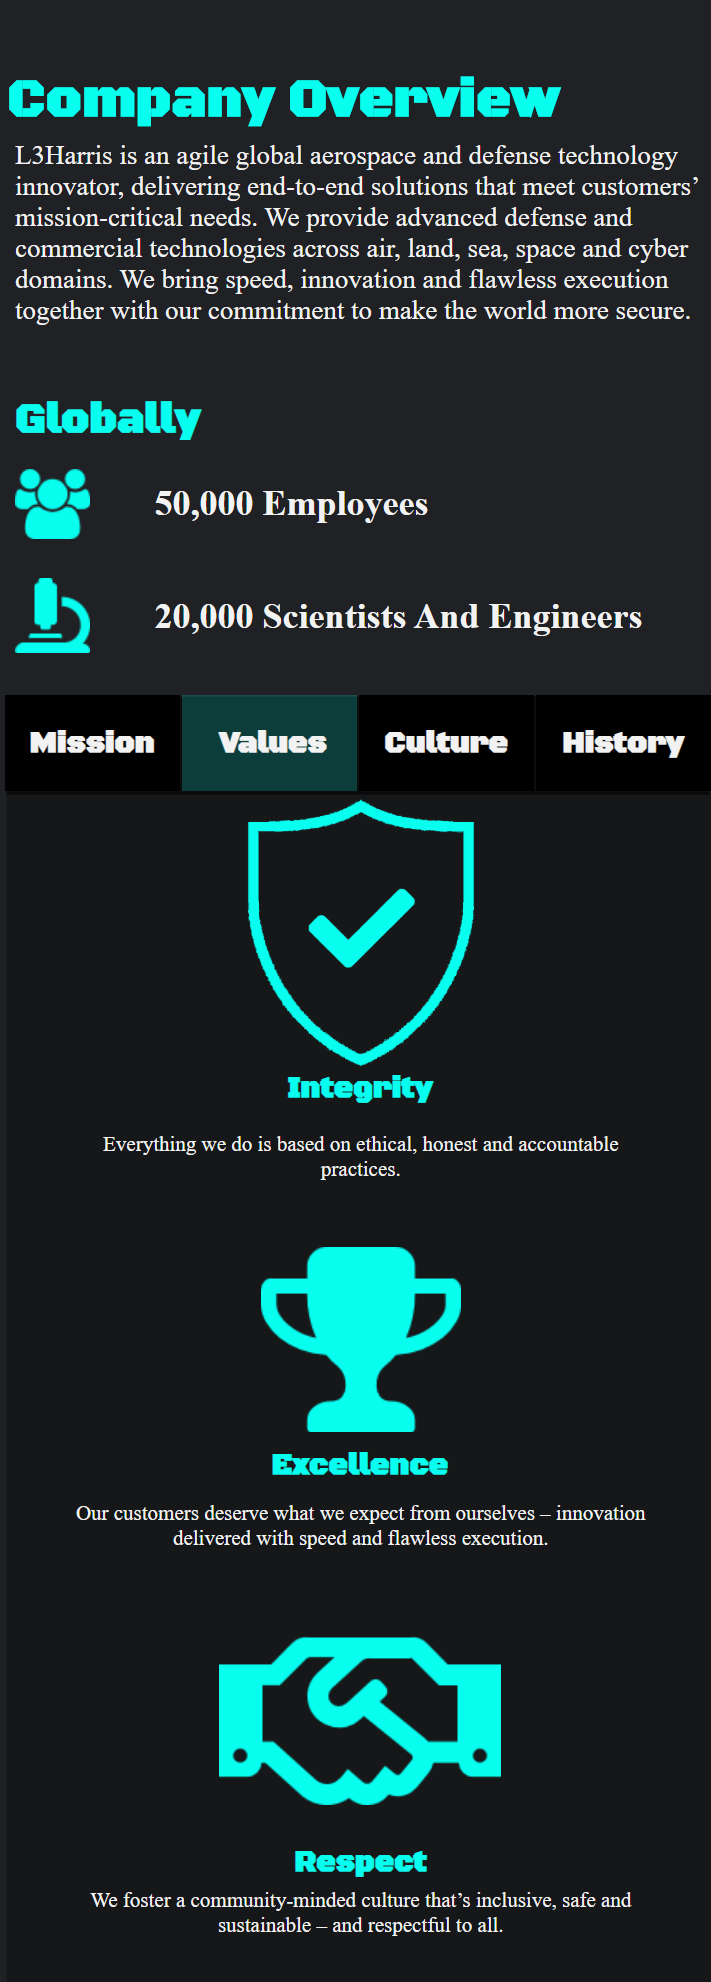 Company Overview
L3Harris is an agile global aerospace and defense technology
innovator, delivering end-to-end solutions that meet customers’
mission-critical needs. We provide advanced defense and
commercial technologies across air, land, sea, space and cyber
domains. We bring speed, innovation and flawless execution
together with our commitment to make the world more secure.
Globally
50,000 Employees
20,000 Scientists And Engineers
Mission Values Culture History
Integrity
Everything we do is based on ethical, honest and accountable
practices.
Excellence
Our customers deserve what we expect from ourselves – innovation
delivered with speed and flawless execution.
Respect
We foster a community-minded culture that’s inclusive, safe and
sustainable – and respectful to all.